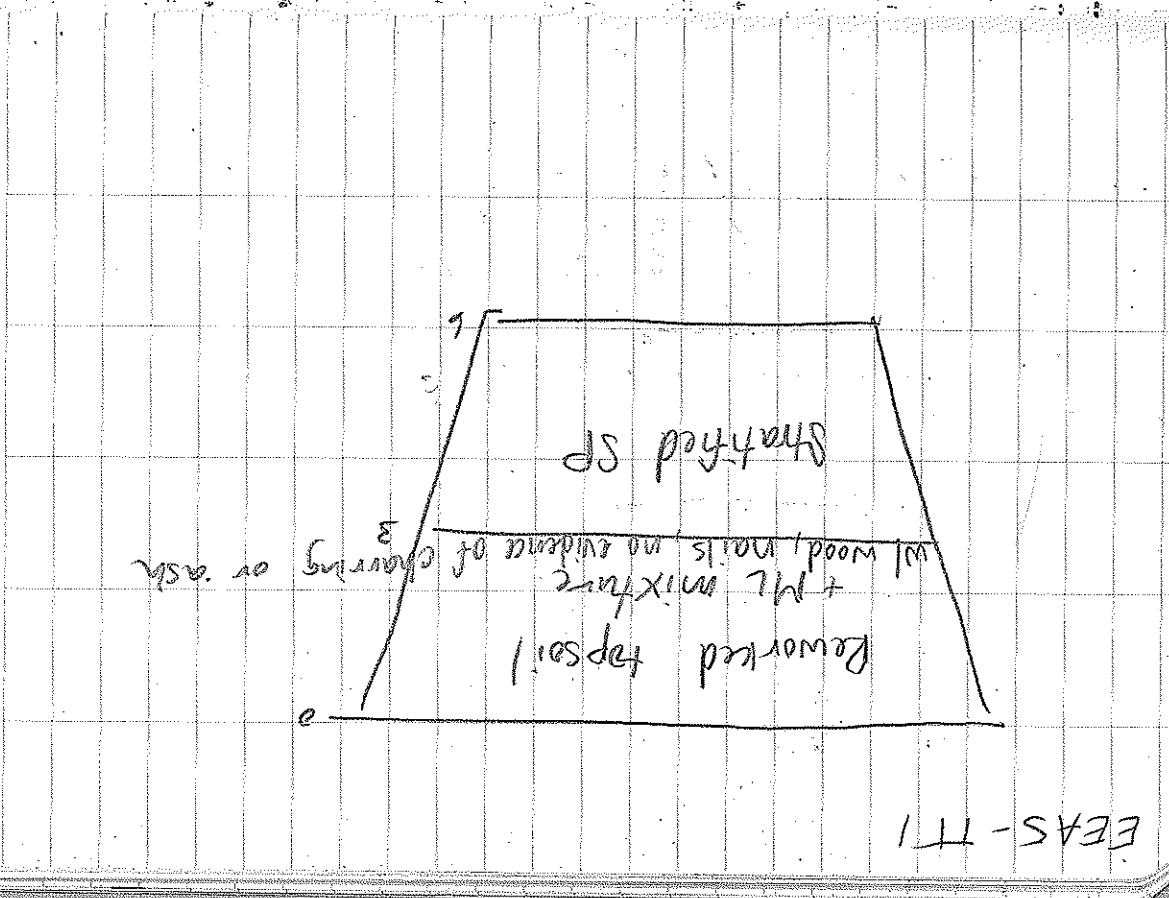 EEAS - TT1
0
Reworked topsoil
+ ML mixture
w/ wood, nails, no evidence of charring or ash
3
Stratified SP
6